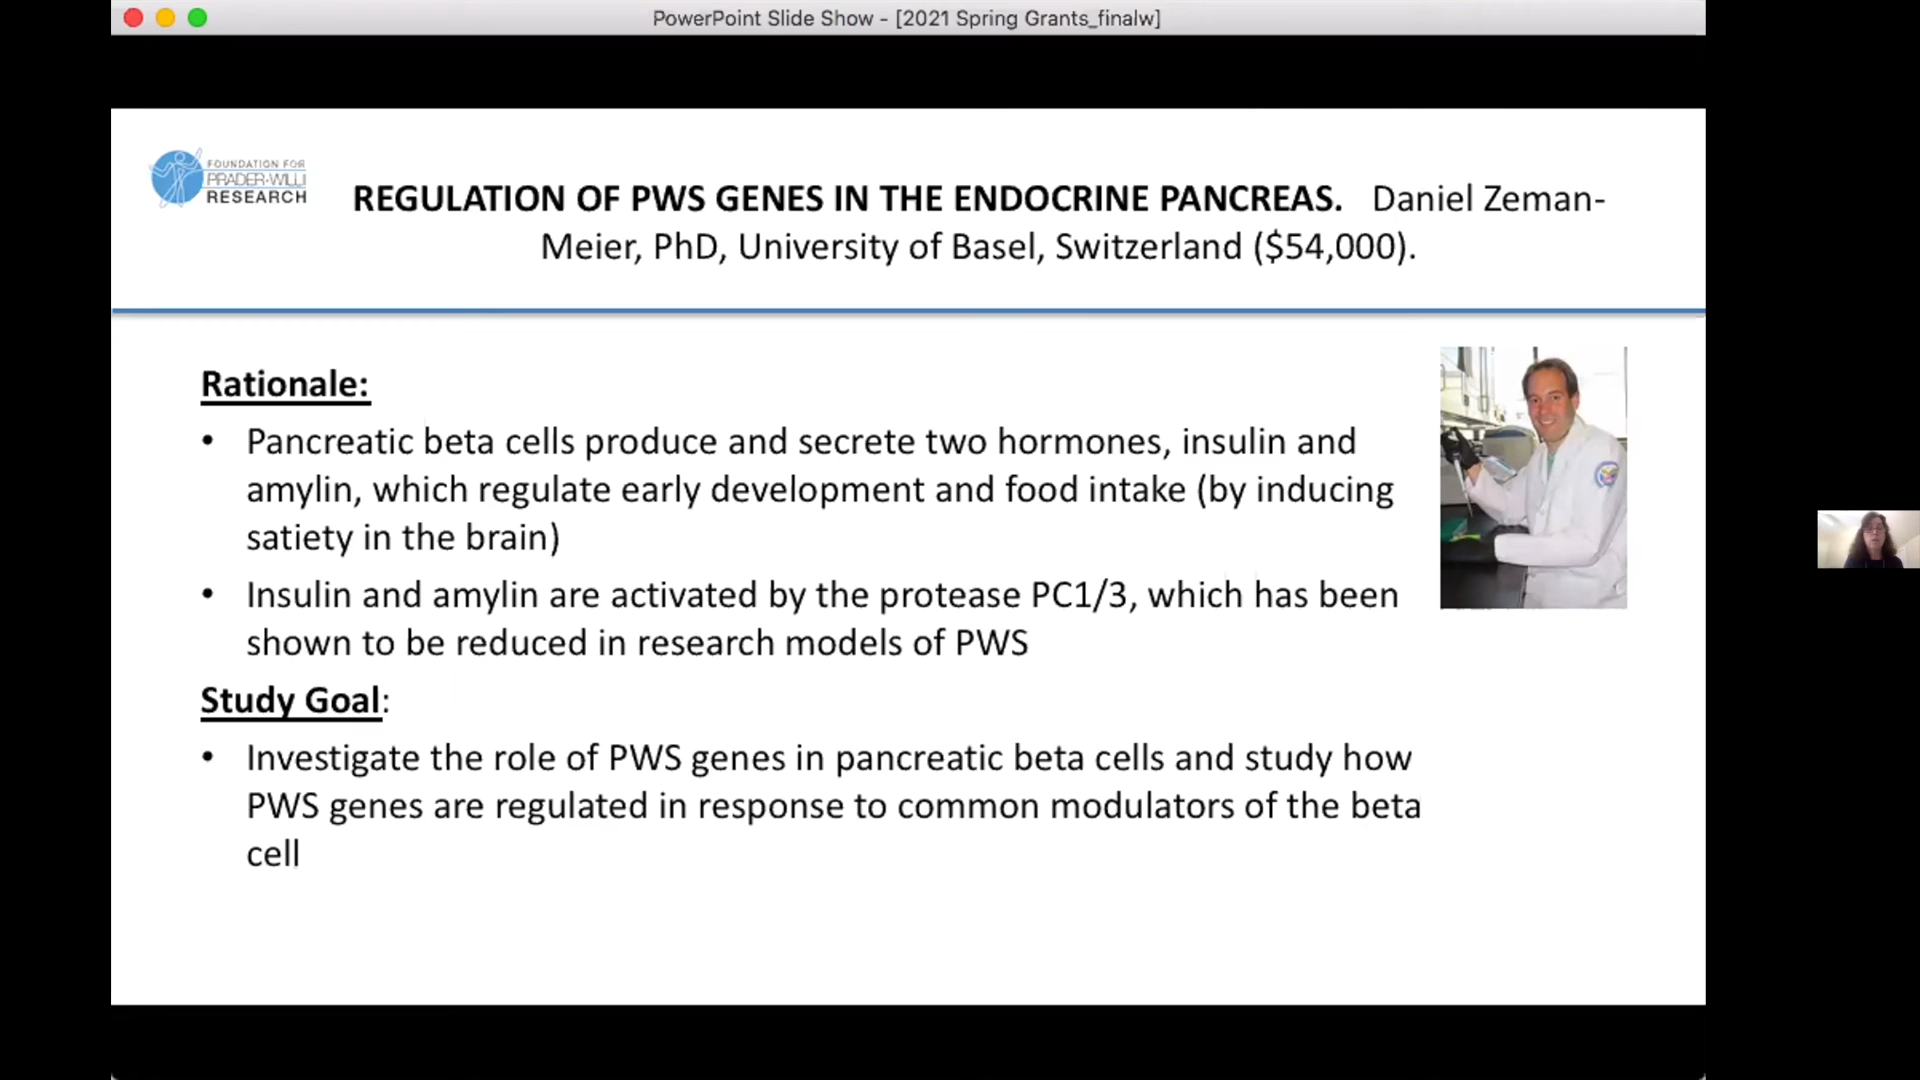 PowerPoint Slide Show - [2021 Spring Grants_finalw]
FOUNDATION FOR
PRADER-WILLI
RESEARCH
REGULATION OF PWS GENES IN THE ENDOCRINE PANCREAS. Daniel Zeman-
Meier, PhD, University of Basel, Switzerland ($54,000).
Rationale:
• Pancreatic beta cells produce and secrete two hormones, insulin and
amylin, which regulate early development and food intake (by inducing
satiety in the brain)
• Insulin and amylin are activated by the protease PC1/3, which has been
shown to be reduced in research models of PWS
Study Goal:
• Investigate the role of PWS genes in pancreatic beta cells and study how
PWS genes are regulated in response to common modulators of the beta
cell